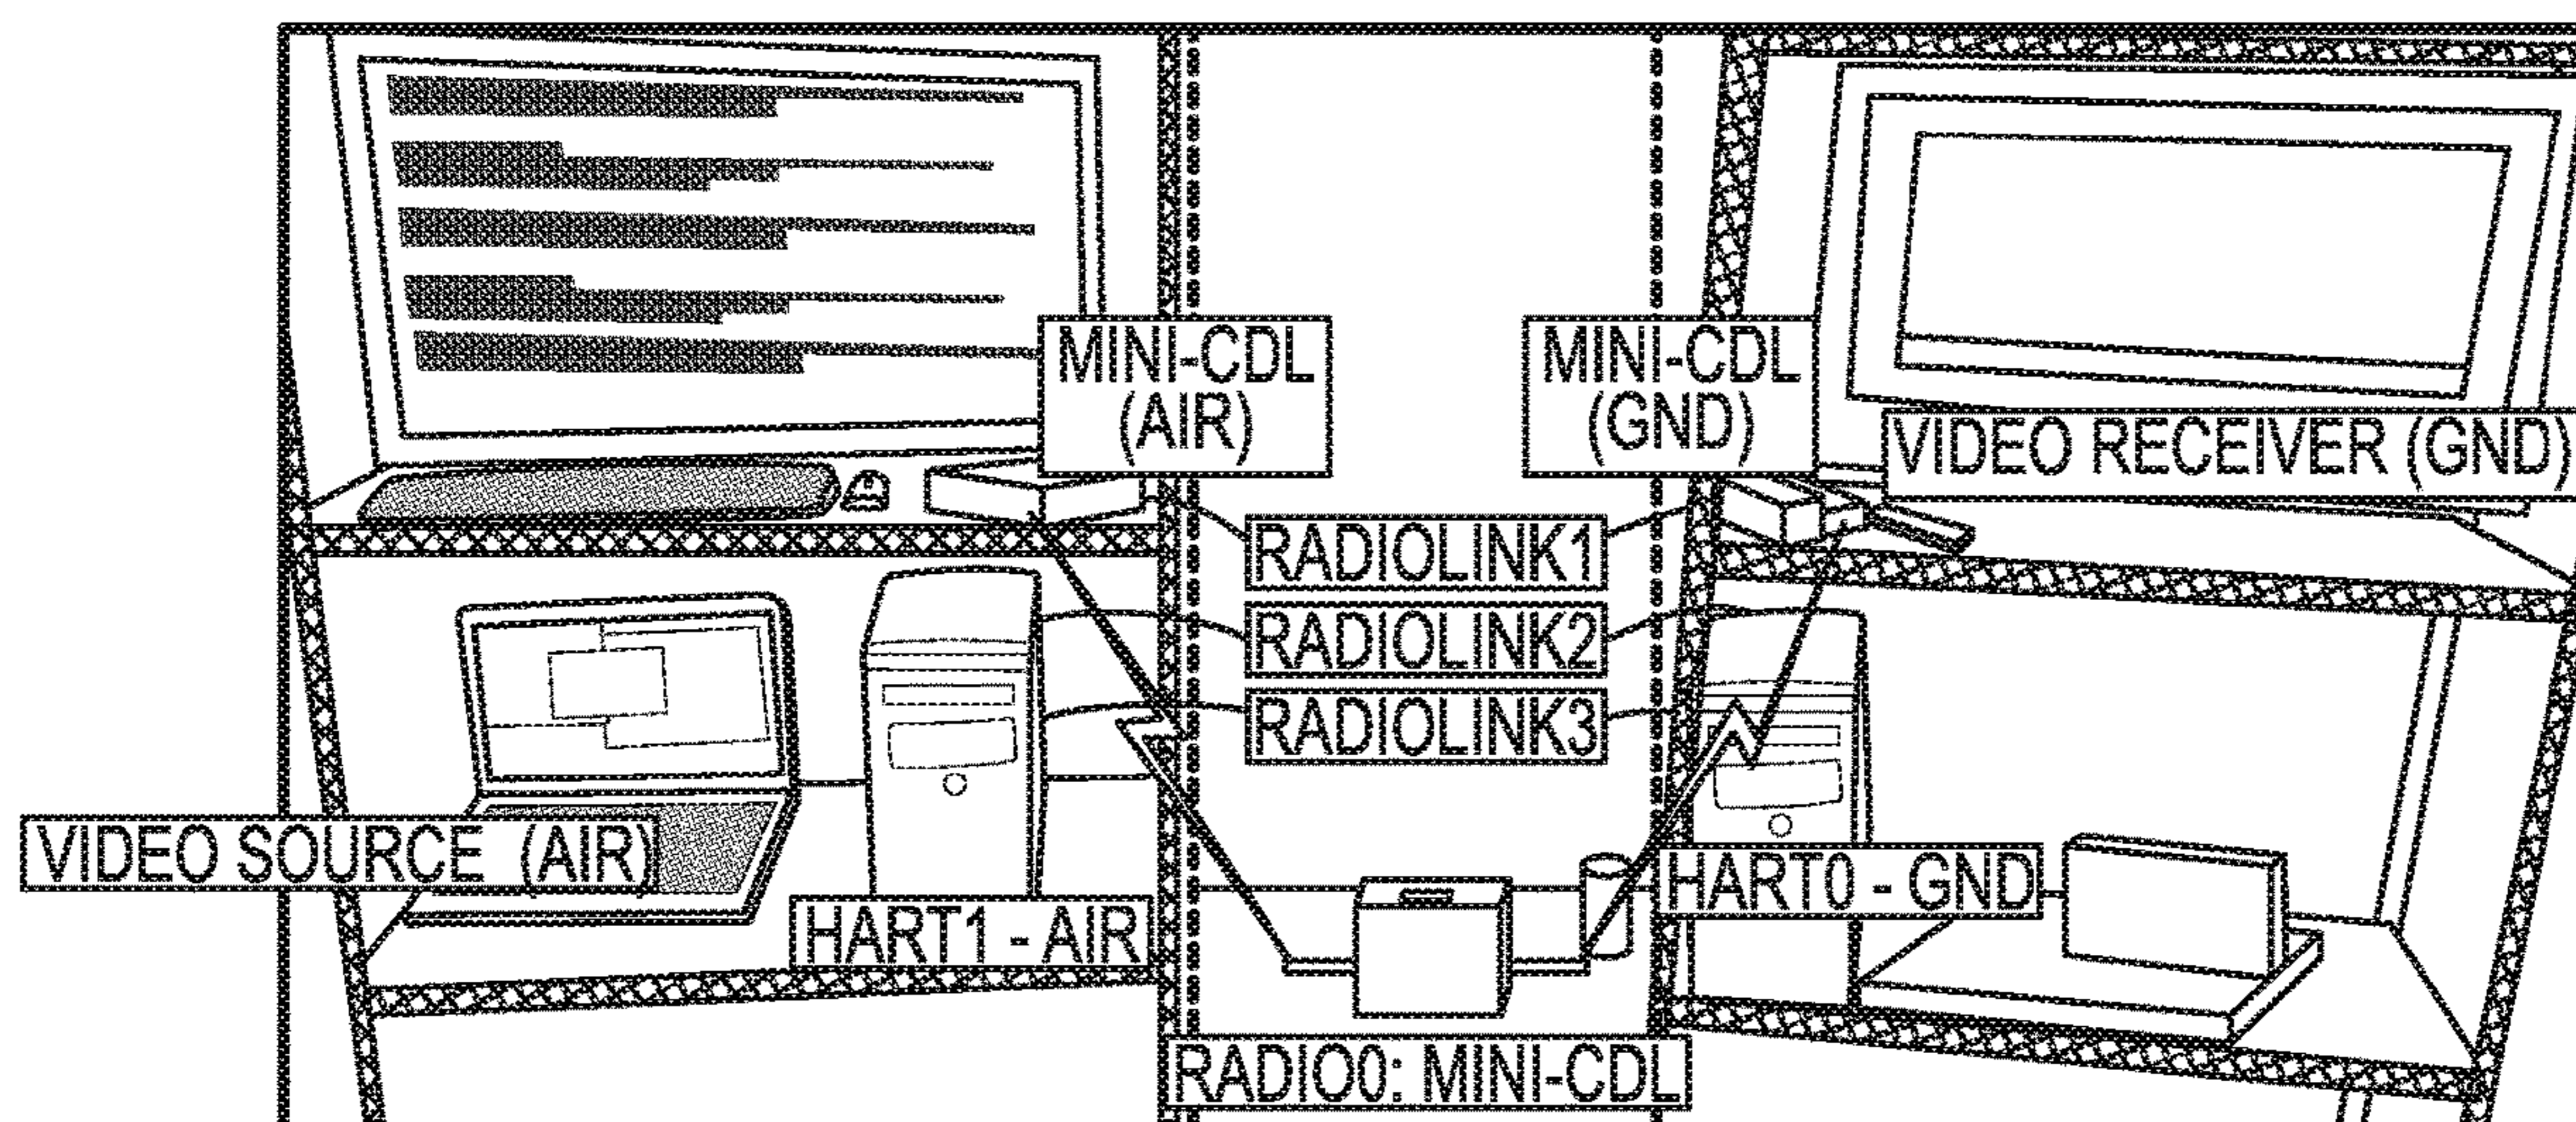 MINI-CDL
(AIR)
MINI-CDL
(GND)
VIDEO RECEIVER (GND)
RADIOLINK1
RADIOLINK2
RADIOLINK3
VIDEO SOURCE (AIR)
HART1 - AIR
HART0 - GND
RADIO0: MINI-CDL